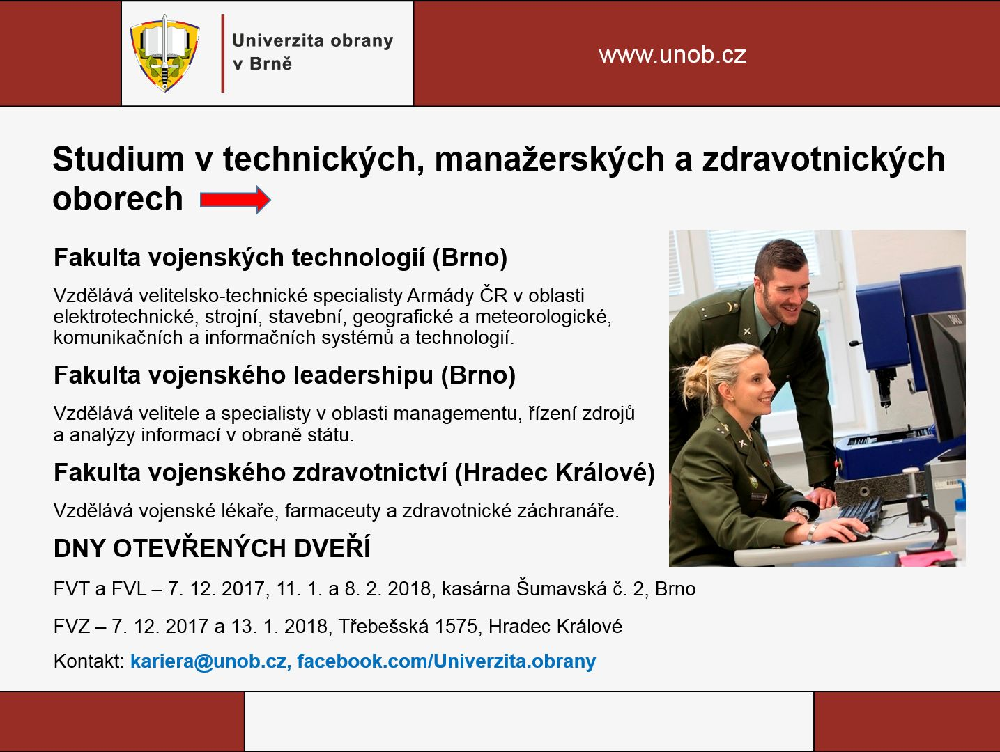 Univerzita obrany
v Brně
www.unob.cz
Studium v technických, manažerských a zdravotnických
oborech
Fakulta vojenských technologií (Brno)
Vzdělává velitelsko-technické specialisty Armády ČR v oblasti
elektrotechnické, strojní, stavební, geografické a meteorologické,
komunikačních a informačních systémů a technologií.
Fakulta vojenského leadershipu (Brno)
Vzdělává velitele a specialisty v oblasti managementu, řízení zdrojů
a analýzy informací v obraně státu.
Fakulta vojenského zdravotnictví (Hradec Králové)
Vzdělává vojenské lékaře, farmaceuty a zdravotnické záchranáře.
DNY OTEVŘENÝCH DVEŘÍ
FVT a FVL – 7. 12. 2017, 11. 1. a 8. 2. 2018, kasárna Šumavská č. 2, Brno
FVZ – 7. 12. 2017 a 13. 1. 2018, Třebešská 1575, Hradec Králové
Kontakt: kariera@unob.cz, facebook.com/Univerzita.obrany
DELL